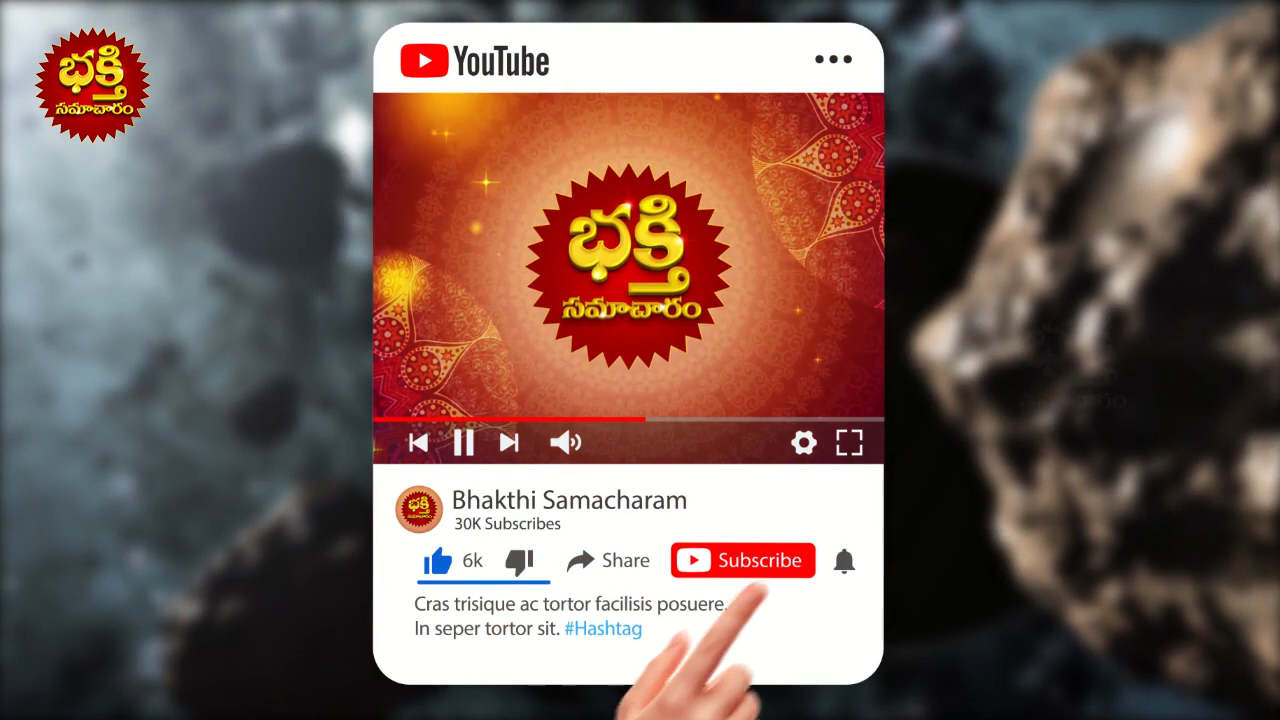 భక్తి
సమాచారం
YouTube
భక్తి
సమాచారం
Bhakthi Samacharam
30K Subscribes
6k Share Subscribe
Cras trisique ac tortor facilisis posuere.
In seper tortor sit. #Hashtag